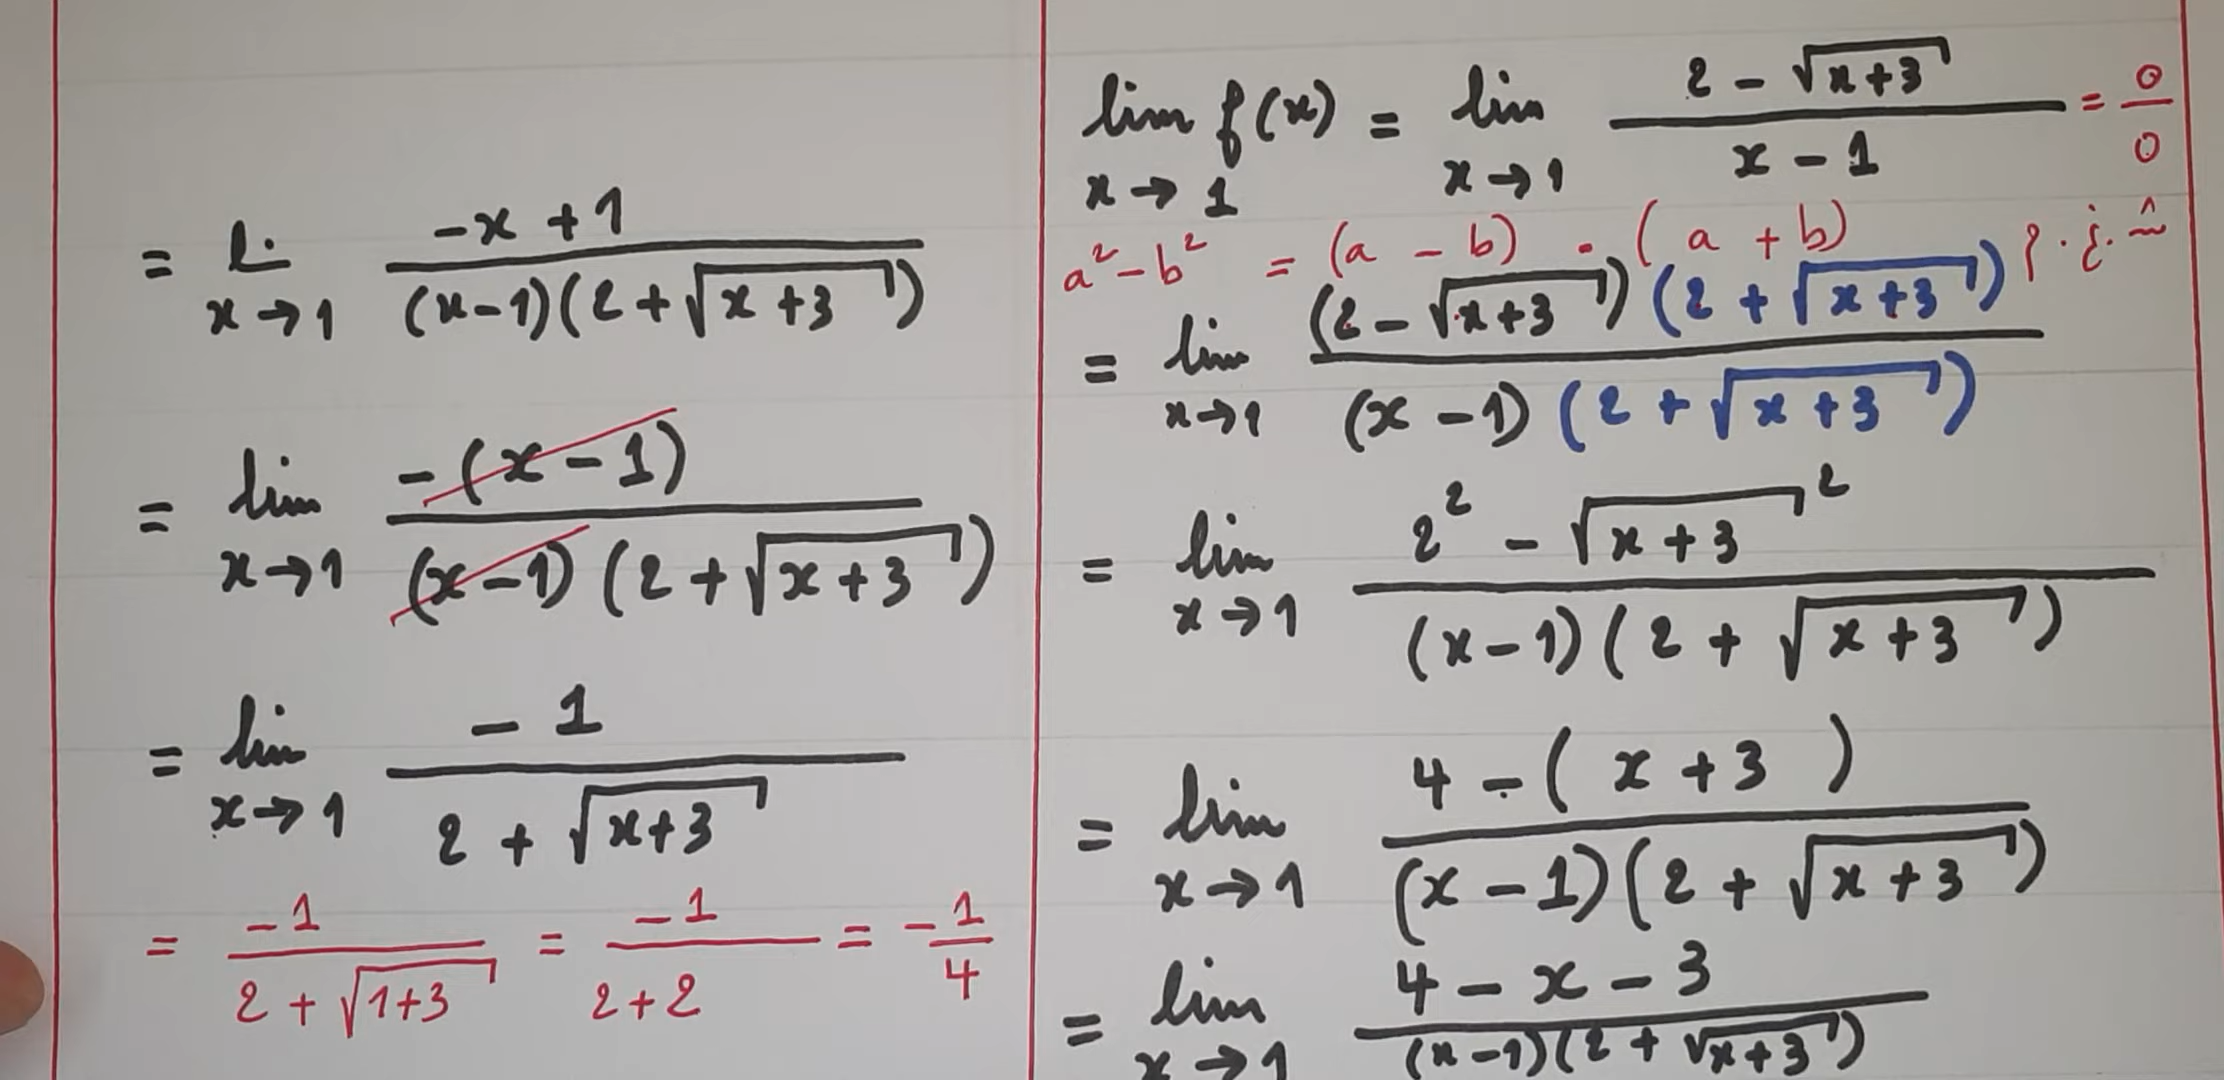 lim f(x) = lim (2 - √(x+3)) / (x - 1) = 0/0
x→1 x→1
a² - b² = (a - b) . (a + b)
= lim (2 - √(x+3)) (2 + √(x+3)) / (x - 1) (2 + √(x+3))
x→1
= lim 2² - √(x+3)² / (x-1)(2 + √(x+3))
x→1
= lim 4 - (x + 3) / (x - 1)(2 + √(x+3))
x→1
= lim 4 - x - 3 / (x-1)(2 + √(x+3))
x→1
= li -x + 1 / (x-1)(2 + √(x+3))
x→1
= lim -(x - 1) / (x-1) (2 + √(x+3))
x→1
= lim -1 / 2 + √(x+3)
x→1
= -1 / 2 + √(1+3) = -1 / 2+2 = -1/4